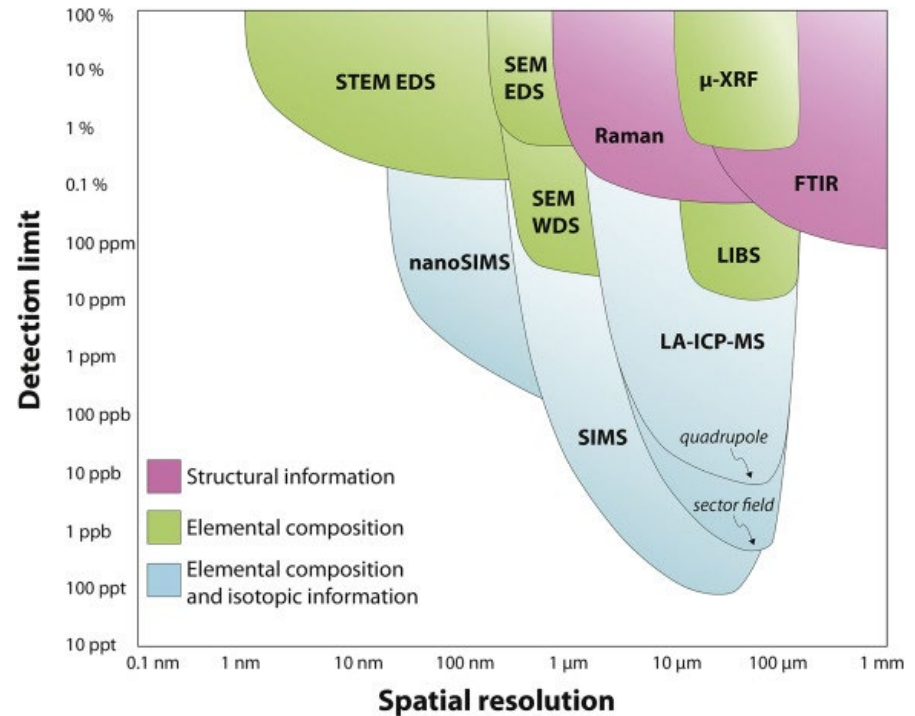 100 %
10 %
1 %
0.1 %
100 ppm
10 ppm
1 ppm
100 ppb
10 ppb
1 ppb
100 ppt
10 ppt
Detection limit
STEM EDS
SEM
EDS
µ-XRF
Raman
FTIR
SEM
WDS
LIBS
nanoSIMS
LA-ICP-MS
SIMS
quadrupole
sector field
Structural information
Elemental composition
Elemental composition
and isotopic information
0.1 nm
1 nm
10 nm
100 nm
1 µm
10 µm
100 µm
1 mm
Spatial resolution